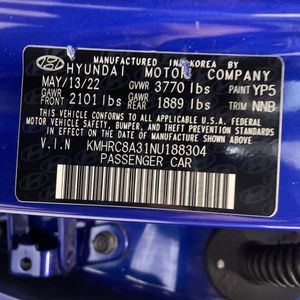 MANUFACTURED IN KOREA BY
HYUNDAI MOTOR COMPANY
MAY/13/22 GVWR 3770 lbs PAINT YP5
GAWR FRONT 2101 lbs GAWR REAR 1889 lbs TRIM NNB
THIS VEHICLE CONFORMS TO ALL APPLICABLE
U.S. FEDERAL MOTOR VEHICLE SAFETY, BUMPER,
AND THEFT PREVENTION STANDARDS IN EFFECT
ON THE DATE OF MANUFACTURE SHOWN ABOVE.
V.I.N KMHRC8A31NU188304
PASSENGER CAR